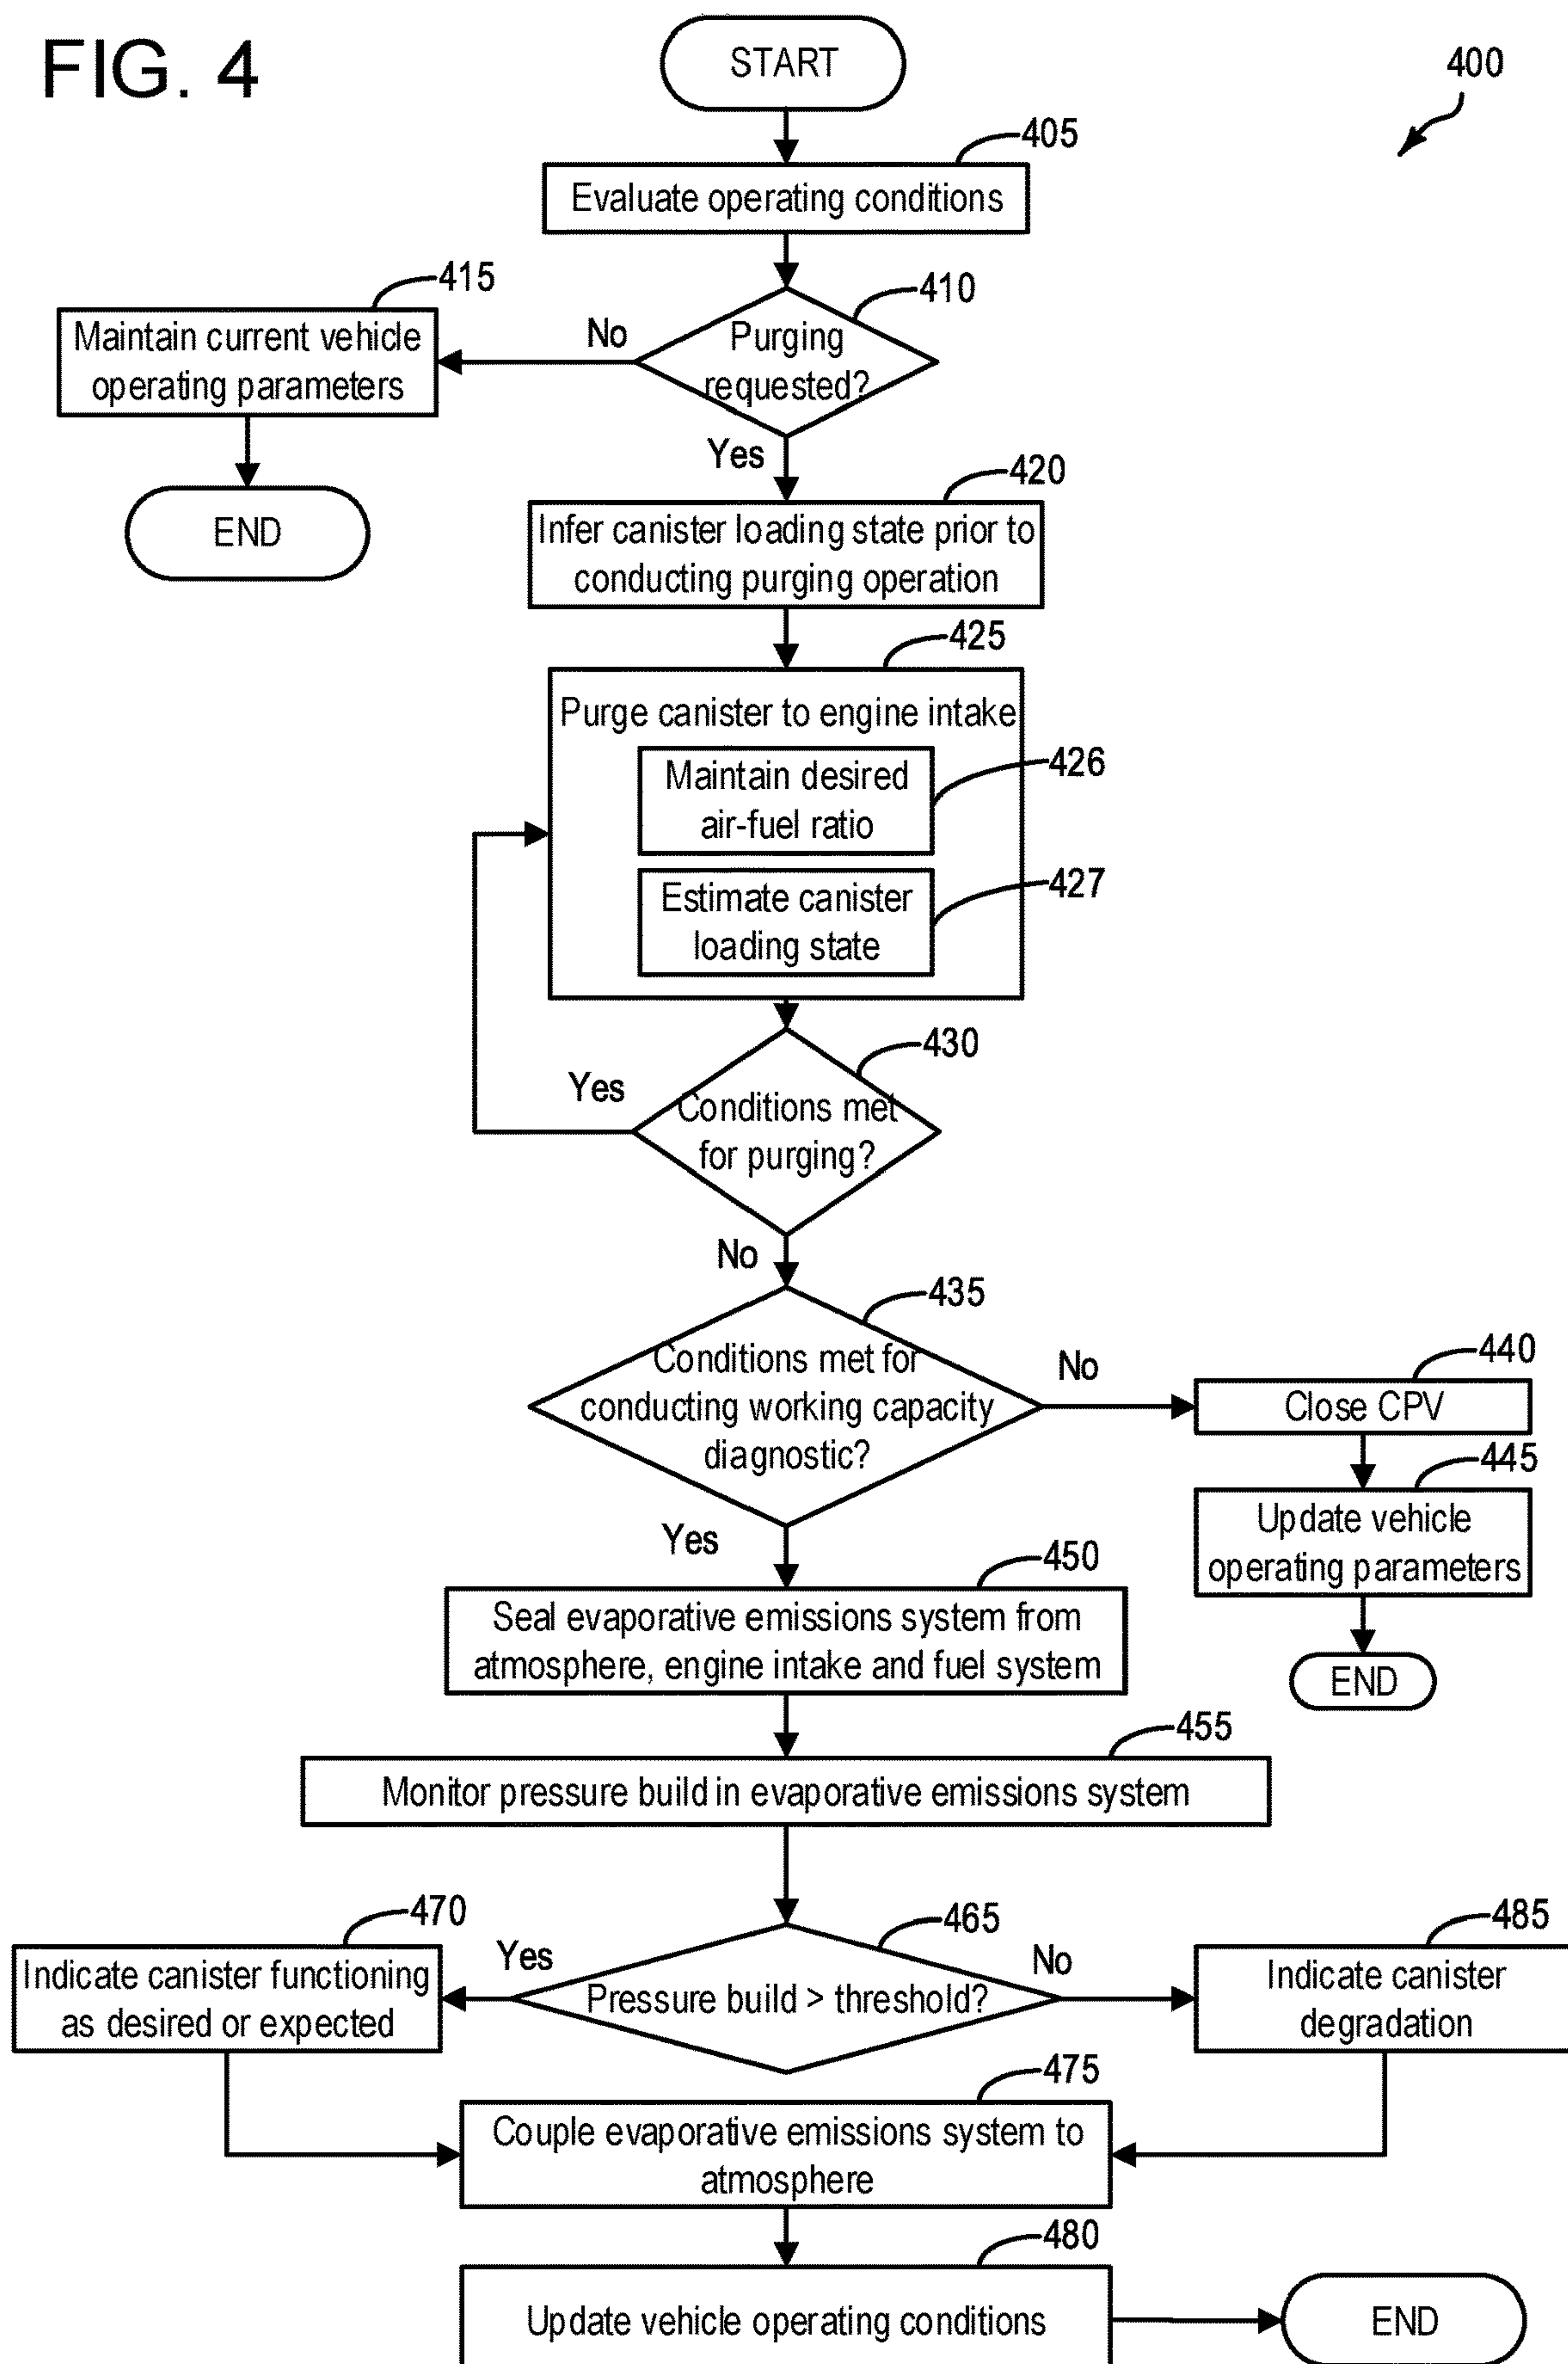 FIG. 4
START
400
405
Evaluate operating conditions
415
410
Maintain current vehicle
operating parameters
No
Purging
requested?
Yes
END
420
Infer canister loading state prior to
conducting purging operation
425
Purge canister to engine intake
Maintain desired
air-fuel ratio
426
Estimate canister
loading state
427
430
Yes
Conditions met
for purging?
No
435
Conditions met for
conducting working capacity
diagnostic?
No
440
Close CPV
445
Update vehicle
operating parameters
END
Yes
450
Seal evaporative emissions system from
atmosphere, engine intake and fuel system
455
Monitor pressure build in evaporative emissions system
470
465
485
Indicate canister functioning
as desired or expected
Yes
Pressure build > threshold?
No
Indicate canister
degradation
475
Couple evaporative emissions system to
atmosphere
480
Update vehicle operating conditions
END